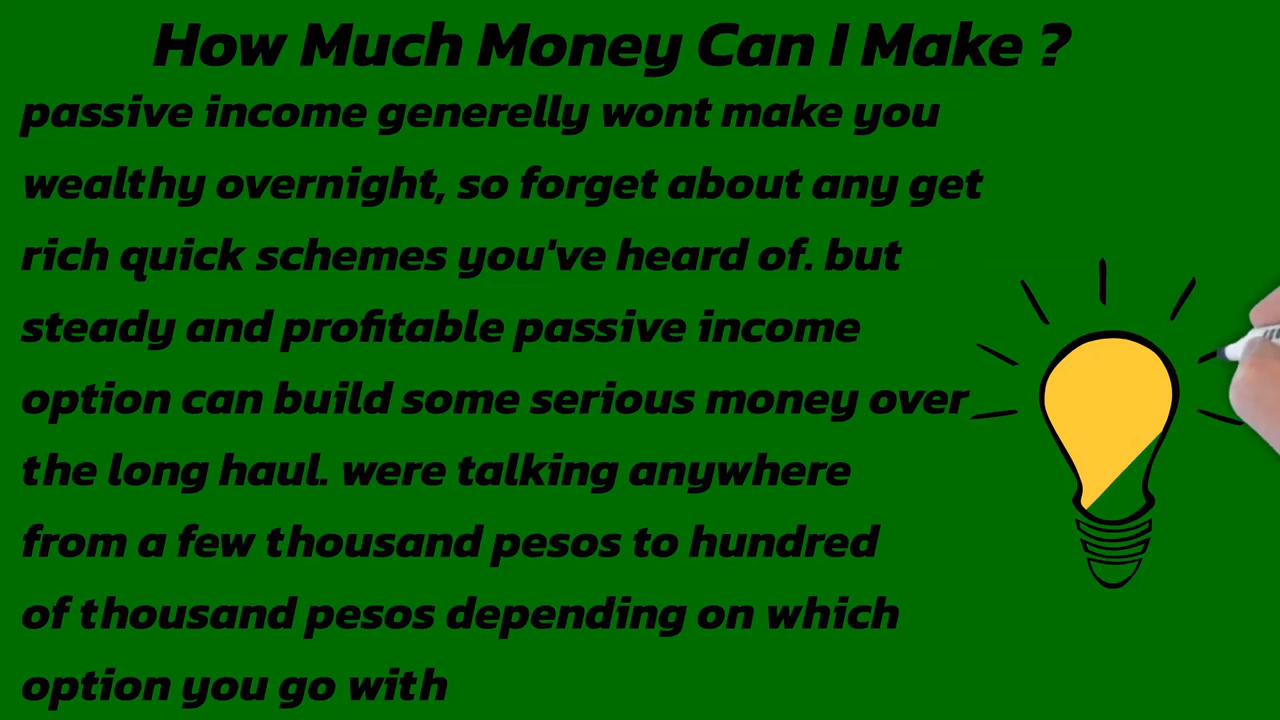 How Much Money Can I Make ?
passive income generelly wont make you
wealthy overnight, so forget about any get
rich quick schemes you've heard of. but
steady and profitable passive income
option can build some serious money over
the long haul. were talking anywhere
from a few thousand pesos to hundred
of thousand pesos depending on which
option you go with